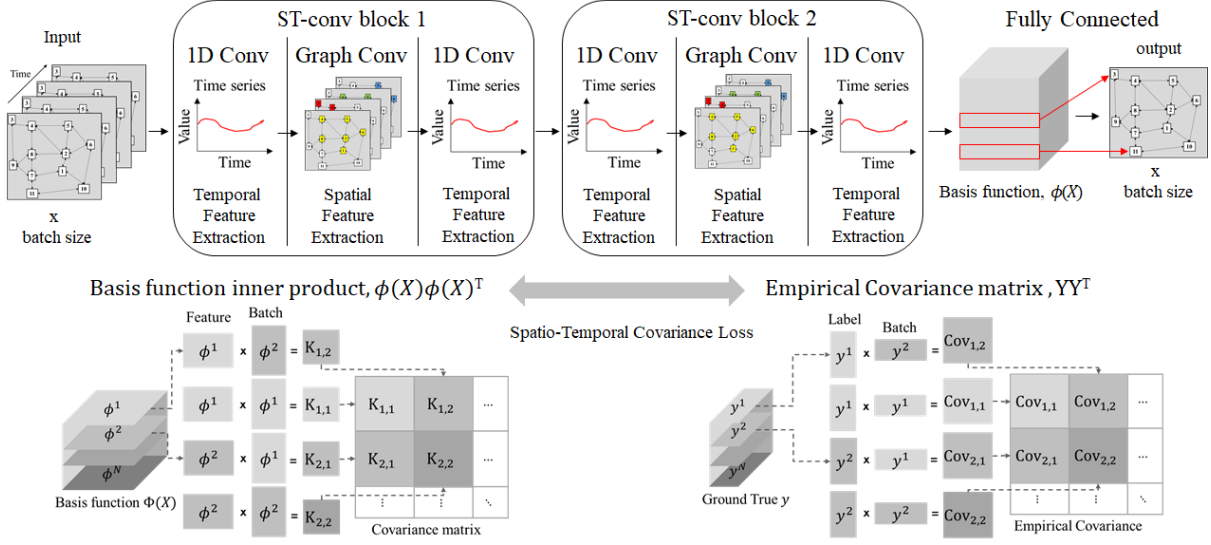 ST-conv block 1
ST-conv block 2
Fully Connected
Input
Time
x
batch size
1D Conv
Time series
Value
Time
Temporal
Feature
Extraction
Graph Conv
Spatial
Feature
Extraction
1D Conv
Time series
Value
Time
Temporal
Feature
Extraction
1D Conv
Time series
Value
Time
Temporal
Feature
Extraction
Graph Conv
Spatial
Feature
Extraction
1D Conv
Time series
Value
Time
Temporal
Feature
Extraction
Basis function, ϕ(X)
output
x
batch size
Basis function inner product, ϕ(X)ϕ(X)ᵀ
Empirical Covariance matrix , YYᵀ
Spatio-Temporal Covariance Loss
Feature Batch
ϕ¹ x ϕ² = K₁,₂
ϕ¹ x ϕ¹ = K₁,₁
ϕ² x ϕ¹ = K₂,₁
ϕ² x ϕ² = K₂,₂
ϕ¹
ϕ²
ϕᴺ
Basis function Φ(X)
K₁,₁ K₁,₂ ...
K₂,₁ K₂,₂ ...
⋮ ⋮ ⋱
Covariance matrix
Label Batch
y¹ x y² = Cov₁,₂
y¹ x y¹ = Cov₁,₁
y² x y¹ = Cov₂,₁
y² x y² = Cov₂,₂
y¹
y²
yᴺ
Ground True y
Cov₁,₁ Cov₁,₂ ...
Cov₂,₁ Cov₂,₂ ...
⋮ ⋮ ⋱
Empirical Covariance